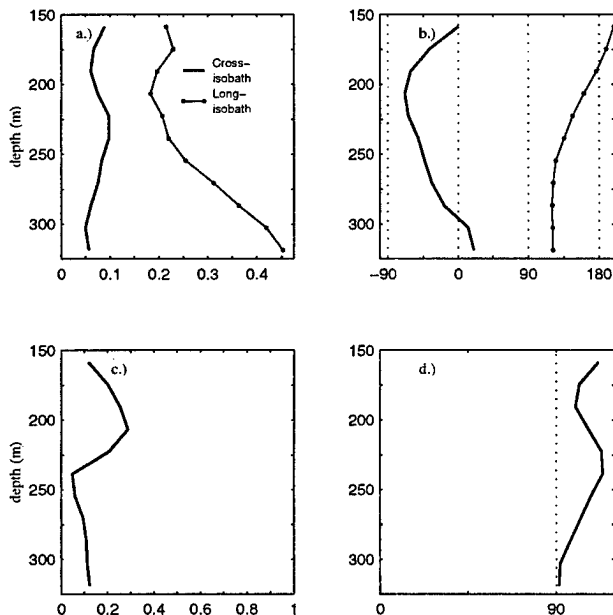 a.)
b.)
150
200
250
300
depth (m)
Cross-
isobath
Long-
isobath
0 0.1 0.2 0.3 0.4
150
200
250
300
−90 0 90 180
c.)
d.)
150
200
250
300
depth (m)
0 0.2 0.4 0.6 0.8 1
150
200
250
300
0 90